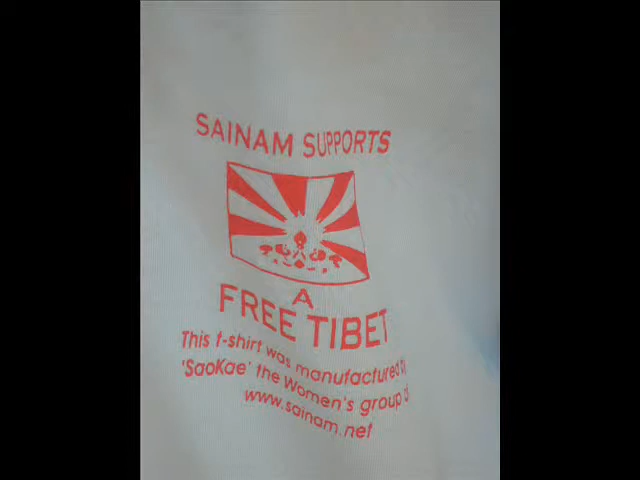 SAINAM SUPPORTS
A
FREE TIBET
This t-shirt was manufactured
'SaoKae' the Women's group
www.sainam.net